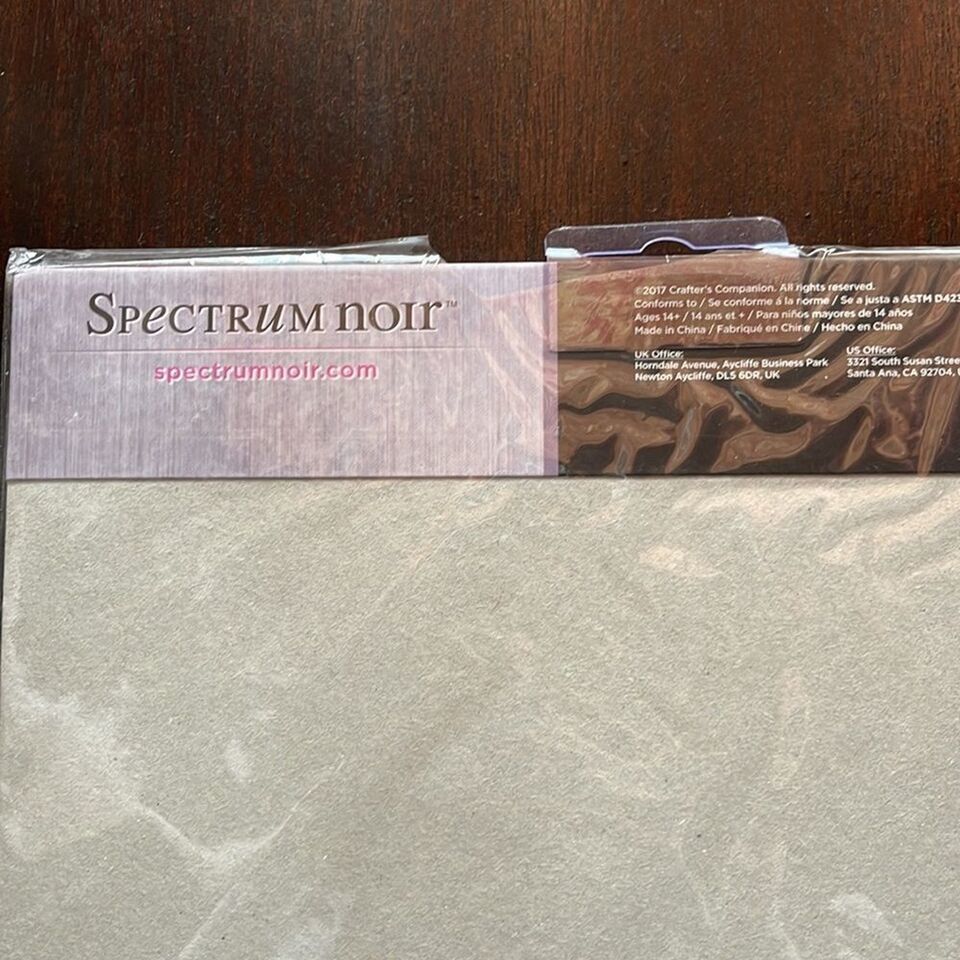 SPeCTRuM noır™
spectrumnoir.com
©2017 Crafter's Companion. All rights reserved.
Conforms to / Se conforme á la norme / Se a justa a ASTM D423
Ages 14+ / 14 ans et + / Para niños mayores de 14 años
Made in China / Fabriqué en Chine / Hecho en China
UK Office:
Horndale Avenue, Aycliffe Business Park
Newton Aycliffe, DL5 6DR, UK
US Office:
3321 South Susan Stree
Santa Ana, CA 92704,